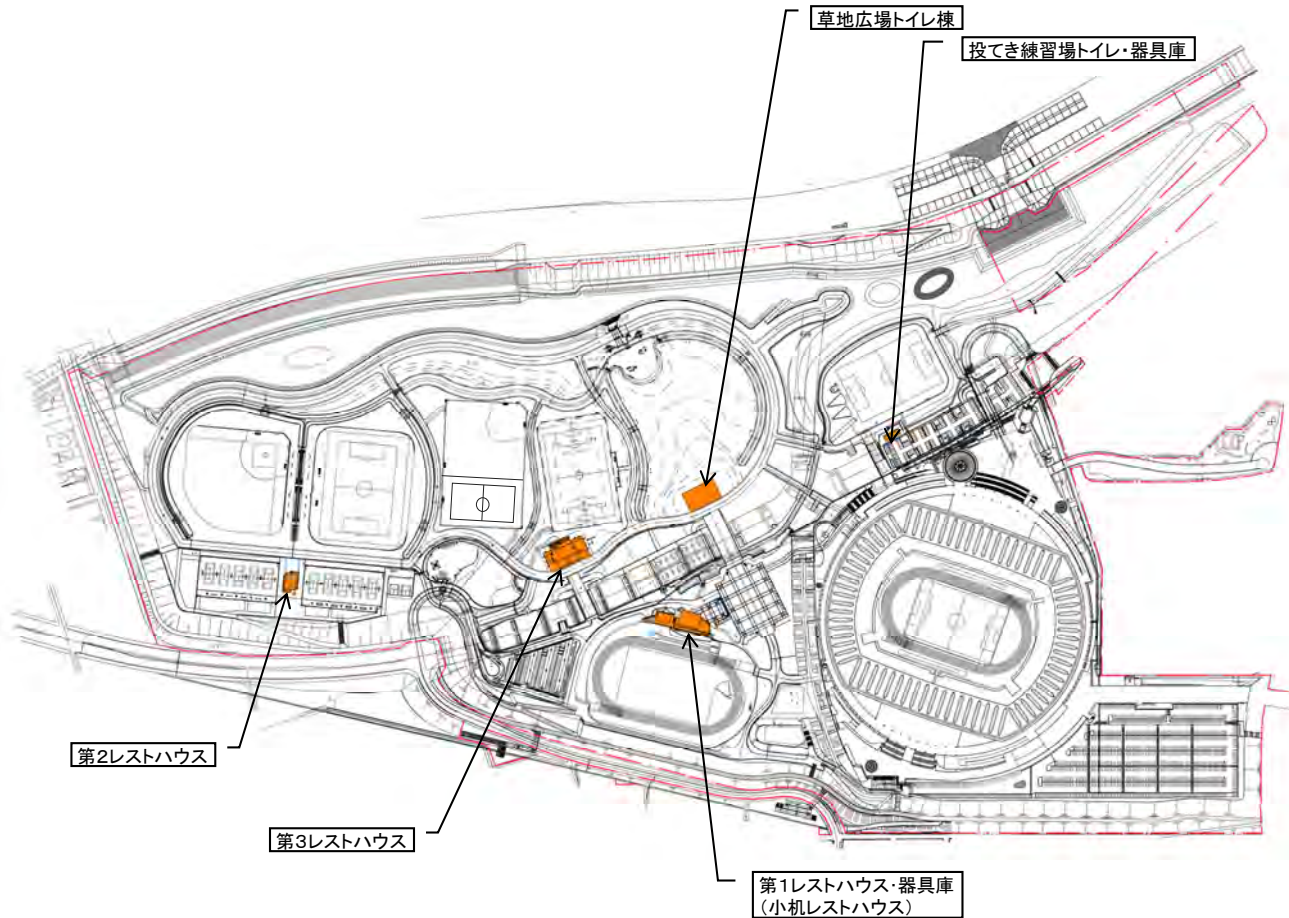 草地広場トイレ棟
投てき練習場トイレ・器具庫
第2レストハウス
第3レストハウス
第1レストハウス・器具庫
（小机レストハウス）